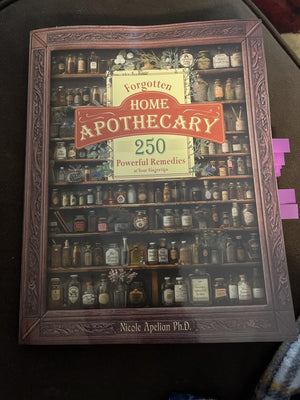 Forgotten
HOME
APOTHECARY
250
Powerful Remedies
at Your Fingertips
Nicole Apelian Ph.D.